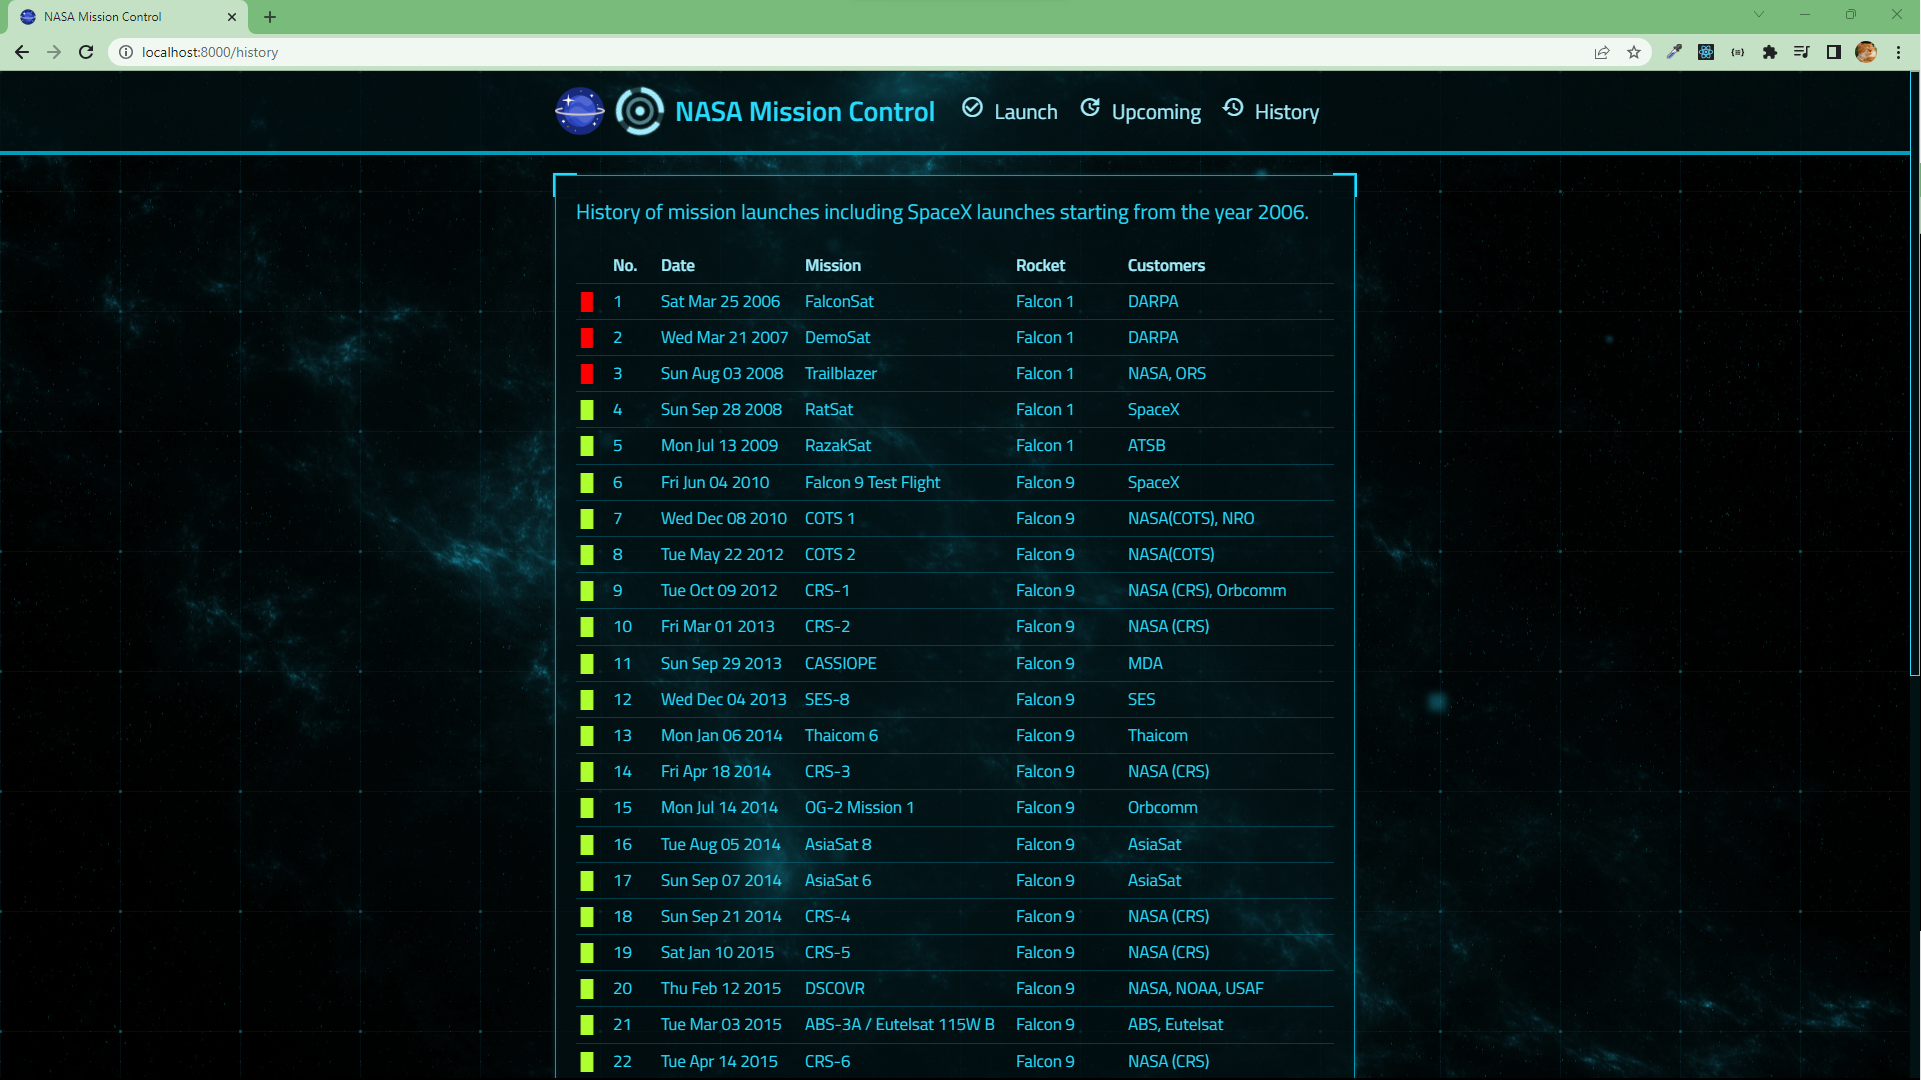 NASA Mission Control
localhost:8000/history
NASA Mission Control Launch Upcoming History
History of mission launches including SpaceX launches starting from the year 2006.
No. Date Mission Rocket Customers
1 Sat Mar 25 2006 FalconSat Falcon 1 DARPA
2 Wed Mar 21 2007 DemoSat Falcon 1 DARPA
3 Sun Aug 03 2008 Trailblazer Falcon 1 NASA, ORS
4 Sun Sep 28 2008 RatSat Falcon 1 SpaceX
5 Mon Jul 13 2009 RazakSat Falcon 1 ATSB
6 Fri Jun 04 2010 Falcon 9 Test Flight Falcon 9 SpaceX
7 Wed Dec 08 2010 COTS 1 Falcon 9 NASA(COTS), NRO
8 Tue May 22 2012 COTS 2 Falcon 9 NASA(COTS)
9 Tue Oct 09 2012 CRS-1 Falcon 9 NASA (CRS), Orbcomm
10 Fri Mar 01 2013 CRS-2 Falcon 9 NASA (CRS)
11 Sun Sep 29 2013 CASSIOPE Falcon 9 MDA
12 Wed Dec 04 2013 SES-8 Falcon 9 SES
13 Mon Jan 06 2014 Thaicom 6 Falcon 9 Thaicom
14 Fri Apr 18 2014 CRS-3 Falcon 9 NASA (CRS)
15 Mon Jul 14 2014 OG-2 Mission 1 Falcon 9 Orbcomm
16 Tue Aug 05 2014 AsiaSat 8 Falcon 9 AsiaSat
17 Sun Sep 07 2014 AsiaSat 6 Falcon 9 AsiaSat
18 Sun Sep 21 2014 CRS-4 Falcon 9 NASA (CRS)
19 Sat Jan 10 2015 CRS-5 Falcon 9 NASA (CRS)
20 Thu Feb 12 2015 DSCOVR Falcon 9 NASA, NOAA, USAF
21 Tue Mar 03 2015 ABS-3A / Eutelsat 115W B Falcon 9 ABS, Eutelsat
22 Tue Apr 14 2015 CRS-6 Falcon 9 NASA (CRS)